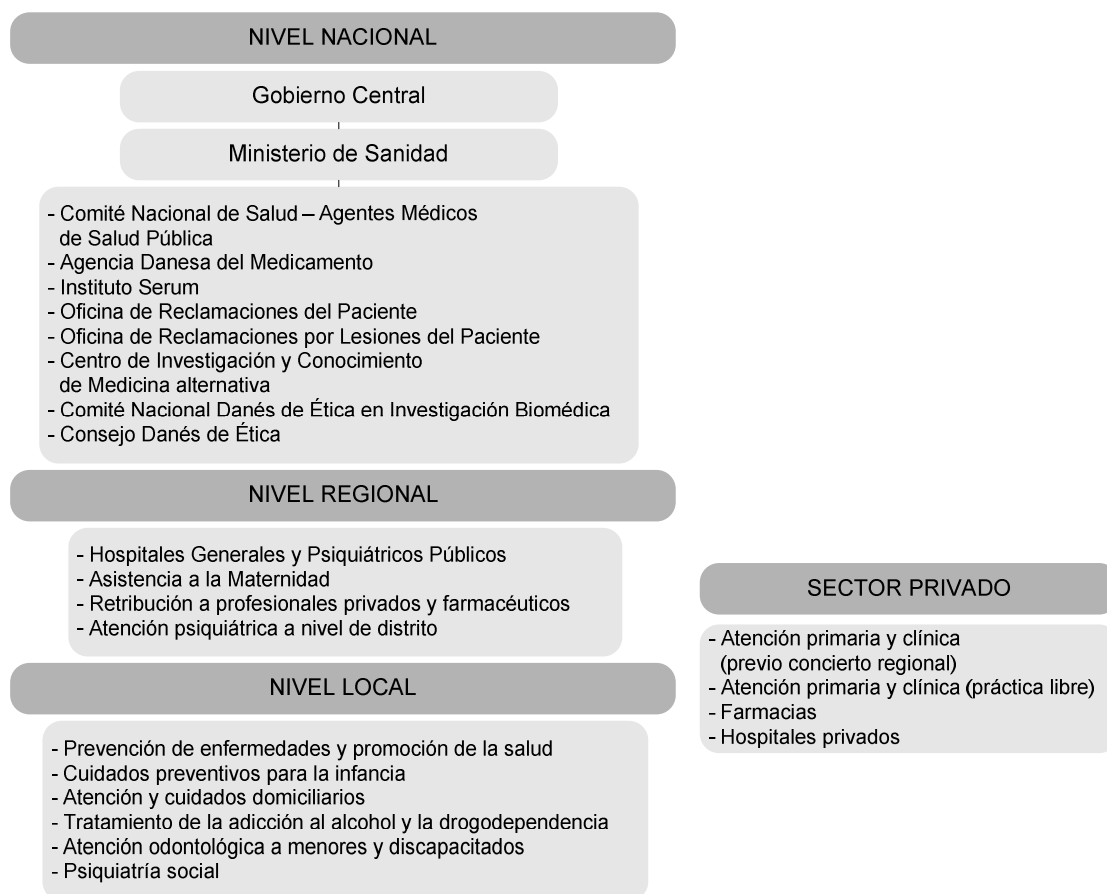 NIVEL NACIONAL
Gobierno Central
Ministerio de Sanidad
- Comité Nacional de Salud – Agentes Médicos
de Salud Pública
- Agencia Danesa del Medicamento
- Instituto Serum
- Oficina de Reclamaciones del Paciente
- Oficina de Reclamaciones por Lesiones del Paciente
- Centro de Investigación y Conocimiento
de Medicina alternativa
- Comité Nacional Danés de Ética en Investigación Biomédica
- Consejo Danés de Ética
NIVEL REGIONAL
- Hospitales Generales y Psiquiátricos Públicos
- Asistencia a la Maternidad
- Retribución a profesionales privados y farmacéuticos
- Atención psiquiátrica a nivel de distrito
NIVEL LOCAL
- Prevención de enfermedades y promoción de la salud
- Cuidados preventivos para la infancia
- Atención y cuidados domiciliarios
- Tratamiento de la adicción al alcohol y la drogodependencia
- Atención odontológica a menores y discapacitados
- Psiquiatría social
SECTOR PRIVADO
- Atención primaria y clínica
(previo concierto regional)
- Atención primaria y clínica (práctica libre)
- Farmacias
- Hospitales privados